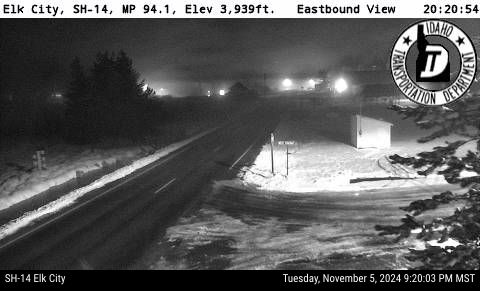 Elk City, SH-14, MP 94.1, Elev 3,939ft. Eastbound View 20:20:54
IDAHO
TRANSPORTATION DEPARTMENT
SH-14 Elk City Tuesday, November 5, 2024 9:20:03 PM MST